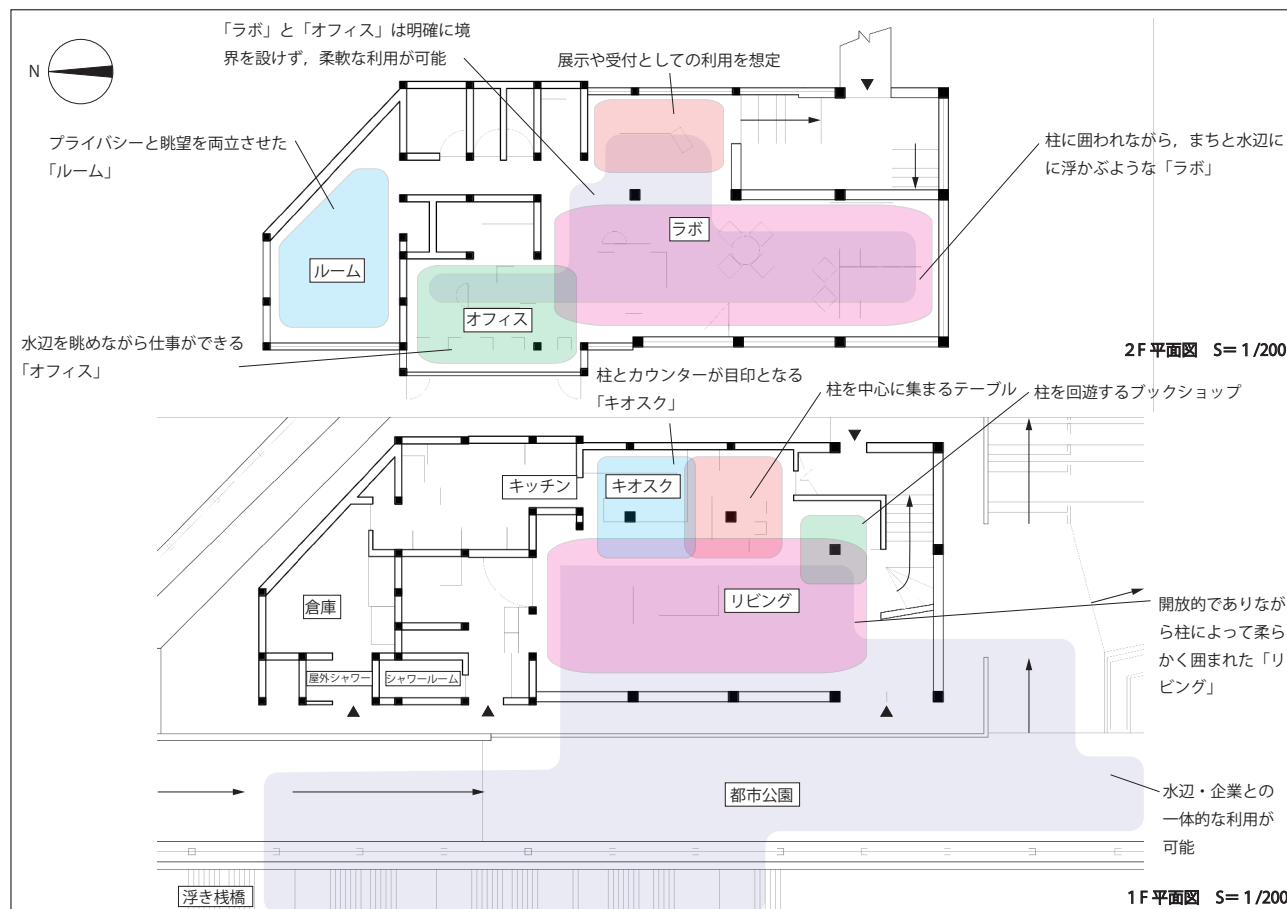 「ラボ」と「オフィス」は明確に境
界を設けず，柔軟な利用が可能
展示や受付としての利用を想定
N
プライバシーと眺望を両立させた
「ルーム」
柱に囲われながら，まちと水辺に
に浮かぶような「ラボ」
ラボ
ルーム
オフィス
水辺を眺めながら仕事ができる
「オフィス」
2F 平面図 S＝1/200
柱とカウンターが目印となる
「キオスク」
柱を中心に集まるテーブル
柱を回遊するブックショップ
キッチン
キオスク
倉庫
リビング
開放的でありなが
ら柱によって柔ら
かく囲まれた「リ
ビング」
屋外シャワー
シャワールーム
都市公園
水辺・企業との
一体的な利用が
可能
浮き桟橋
1F 平面図 S＝1/200